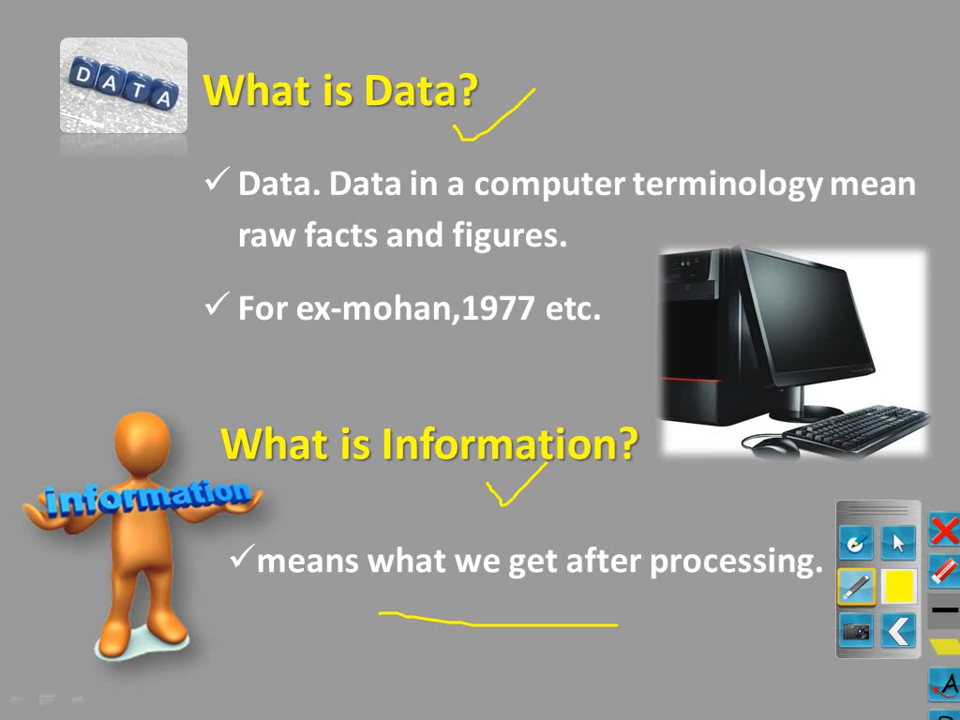 DATA
What is Data?
✓ Data. Data in a computer terminology mean
raw facts and figures.
✓ For ex-mohan,1977 etc.
What is Information?
information
✓means what we get after processing.
A